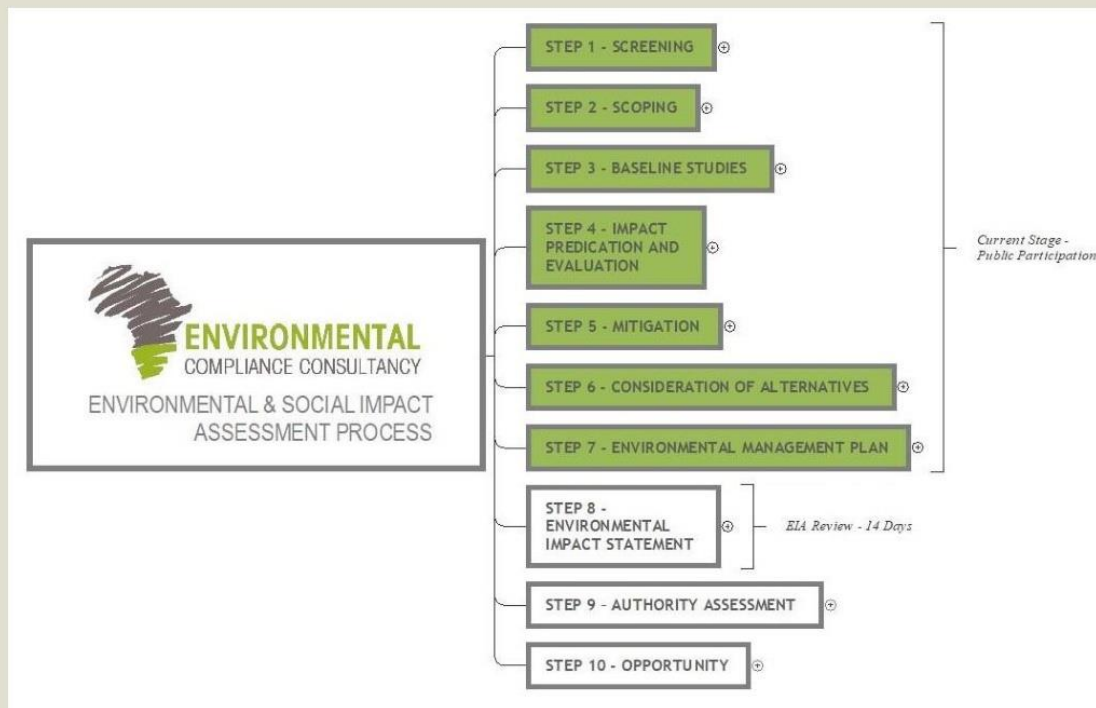 ENVIRONMENTAL
COMPLIANCE CONSULTANCY
ENVIRONMENTAL & SOCIAL IMPACT
ASSESSMENT PROCESS
STEP 1 - SCREENING
STEP 2 - SCOPING
STEP 3 - BASELINE STUDIES
STEP 4 - IMPACT
PREDICATION AND
EVALUATION
STEP 5 - MITIGATION
STEP 6 - CONSIDERATION OF ALTERNATIVES
STEP 7 - ENVIRONMENTAL MANAGEMENT PLAN
Current Stage -
Public Participation
STEP 8 -
ENVIRONMENTAL
IMPACT STATEMENT
EIA Review - 14 Days
STEP 9 - AUTHORITY ASSESSMENT
STEP 10 - OPPORTUNITY